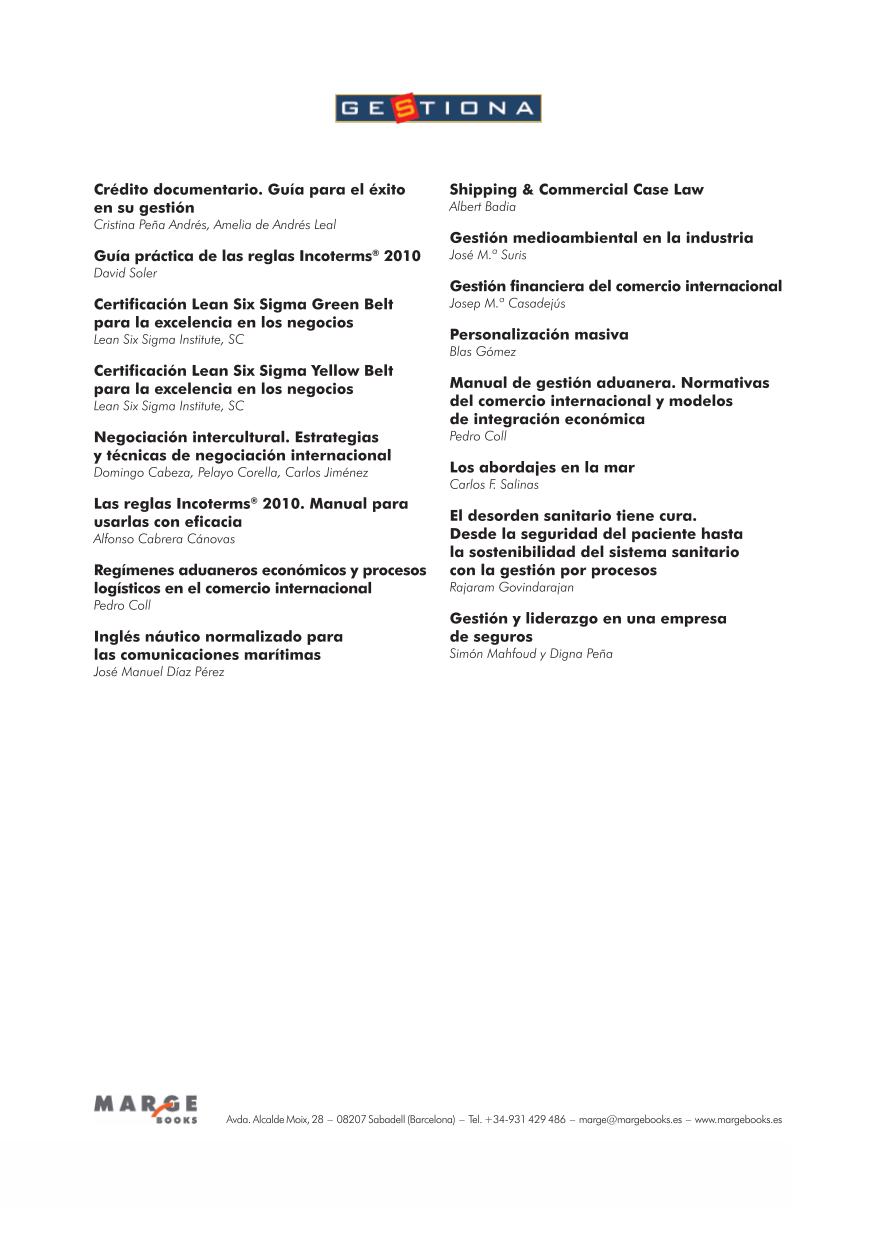 GESTIONA
Crédito documentario. Guía para el éxito
en su gestión
Cristina Peña Andrés, Amelia de Andrés Leal
Guía práctica de las reglas Incoterms® 2010
David Soler
Certificación Lean Six Sigma Green Belt
para la excelencia en los negocios
Lean Six Sigma Institute, SC
Certificación Lean Six Sigma Yellow Belt
para la excelencia en los negocios
Lean Six Sigma Institute, SC
Negociación intercultural. Estrategias
y técnicas de negociación internacional
Domingo Cabeza, Pelayo Corella, Carlos Jiménez
Las reglas Incoterms® 2010. Manual para
usarlas con eficacia
Alfonso Cabrera Cánovas
Regímenes aduaneros económicos y procesos
logísticos en el comercio internacional
Pedro Coll
Inglés náutico normalizado para
las comunicaciones marítimas
José Manuel Díaz Pérez
Shipping & Commercial Case Law
Albert Badia
Gestión medioambiental en la industria
José M.ª Suris
Gestión financiera del comercio internacional
Josep M.ª Casadejús
Personalización masiva
Blas Gómez
Manual de gestión aduanera. Normativas
del comercio internacional y modelos
de integración económica
Pedro Coll
Los abordajes en la mar
Carlos F. Salinas
El desorden sanitario tiene cura.
Desde la seguridad del paciente hasta
la sostenibilidad del sistema sanitario
con la gestión por procesos
Rajaram Govindarajan
Gestión y liderazgo en una empresa
de seguros
Simón Mahfoud y Digna Peña
MARGE
BOOKS
Avda. Alcalde Moix, 28 – 08207 Sabadell (Barcelona) – Tel. +34-931 429 486 – marge@margebooks.es – www.margebooks.es